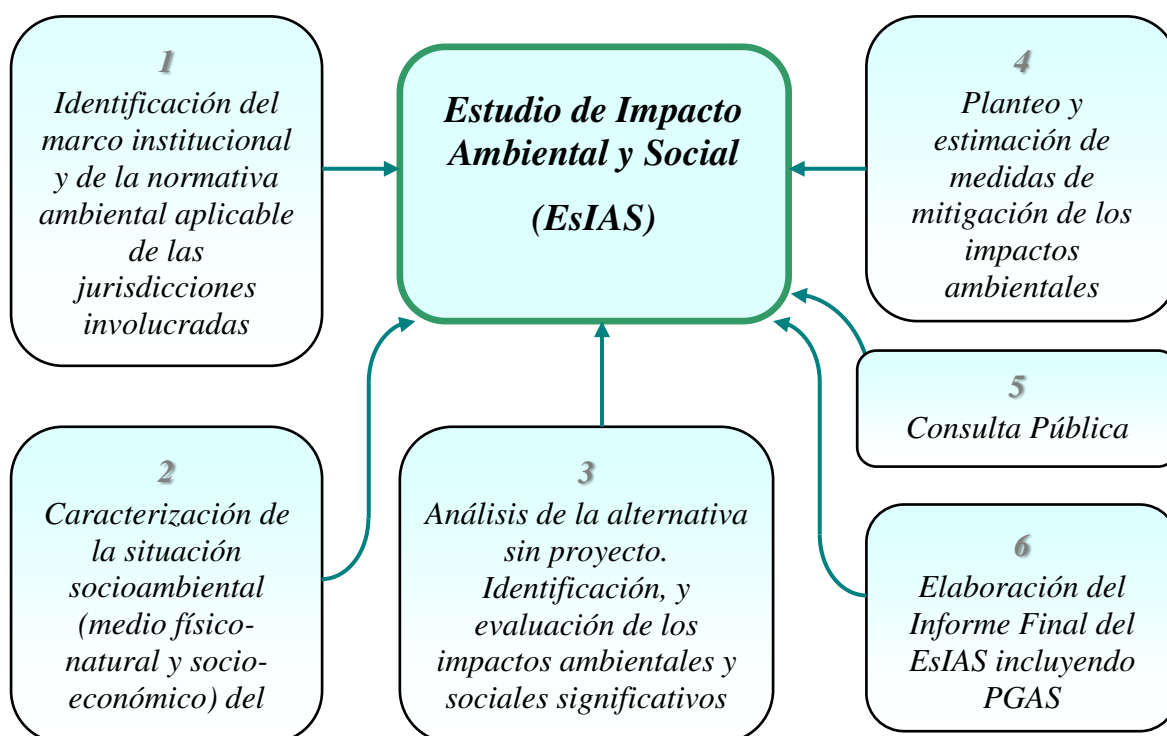 1
Identificación del
marco institucional
y de la normativa
ambiental aplicable
de las
jurisdicciones
involucradas
Estudio de Impacto
Ambiental y Social
(EsIAS)
4
Planteo y
estimación de
medidas de
mitigación de los
impactos
ambientales
5
Consulta Pública
2
Caracterización de
la situación
socioambiental
(medio físico-
natural y socio-
económico) del
3
Análisis de la alternativa
sin proyecto.
Identificación, y
evaluación de los
impactos ambientales y
sociales significativos
6
Elaboración del
Informe Final del
EsIAS incluyendo
PGAS